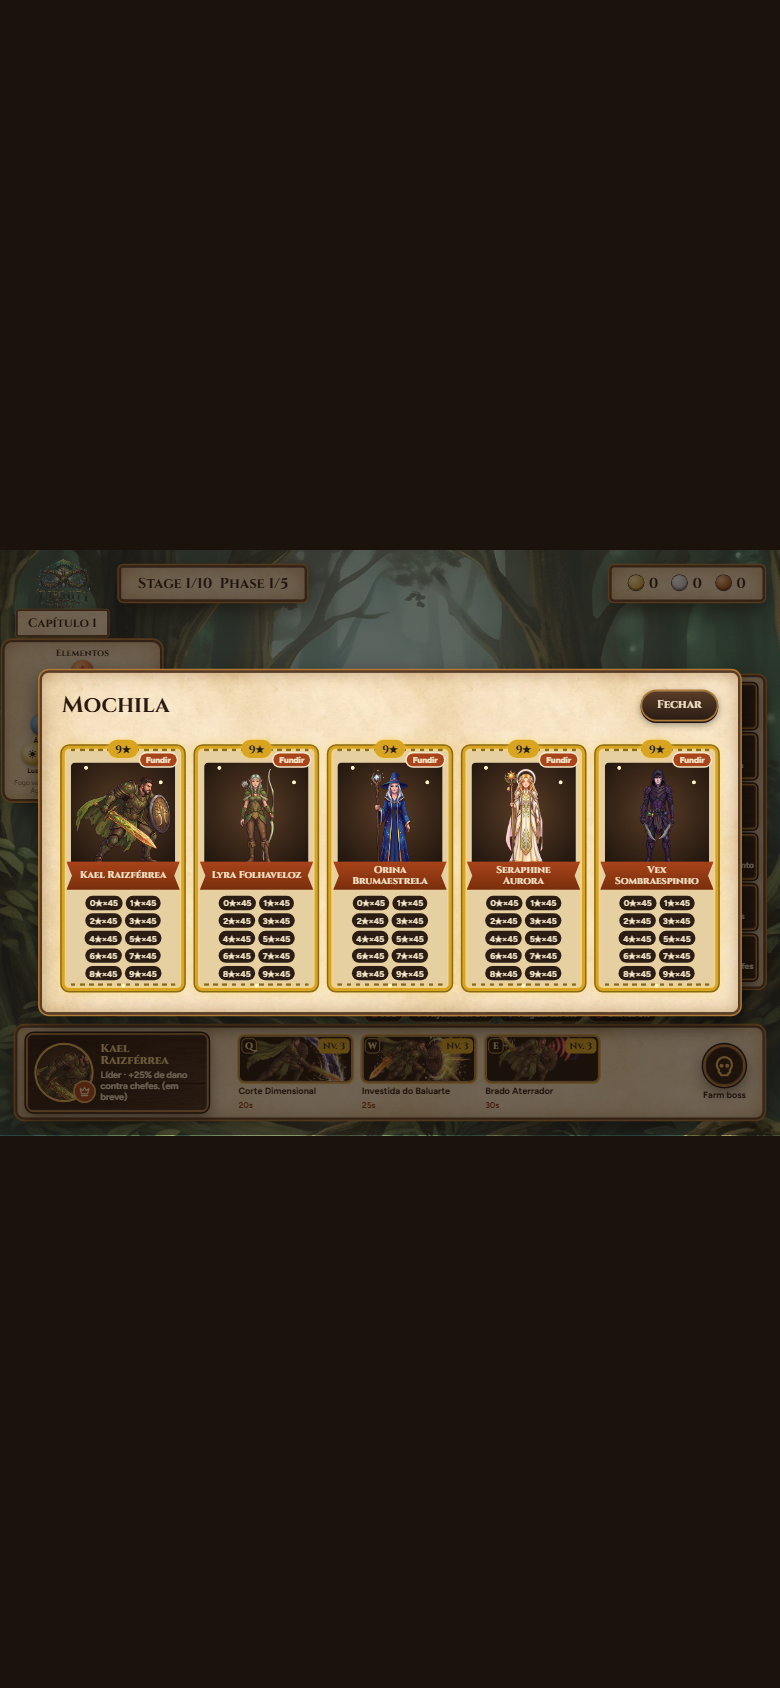 Stage 1/10 Phase 1/5
0 0 0
Capítulo 1
Elementos
Mochila
Fechar
9★ 9★ 9★ 9★ 9★
Fundir Fundir Fundir Fundir Fundir
Kael Raizférrea
Lyra Folhaveloz
Orina
Brumaestrela
Seraphine
Aurora
Vex
Sombraespinho
0★×45 1★×45 0★×45 1★×45 0★×45 1★×45 0★×45 1★×45 0★×45 1★×45
2★×45 3★×45 2★×45 3★×45 2★×45 3★×45 2★×45 3★×45 2★×45 3★×45
4★×45 5★×45 4★×45 5★×45 4★×45 5★×45 4★×45 5★×45 4★×45 5★×45
6★×45 7★×45 6★×45 7★×45 6★×45 7★×45 6★×45 7★×45 6★×45 7★×45
8★×45 9★×45 8★×45 9★×45 8★×45 9★×45 8★×45 9★×45 8★×45 9★×45
Kael
Raizférrea
Líder · +25% de dano
contra chefes. (em
breve)
Q Nv. 3
Corte Dimensional
20s
W Nv. 3
Investida do Baluarte
25s
E Nv. 3
Brado Aterrador
30s
Farm boss